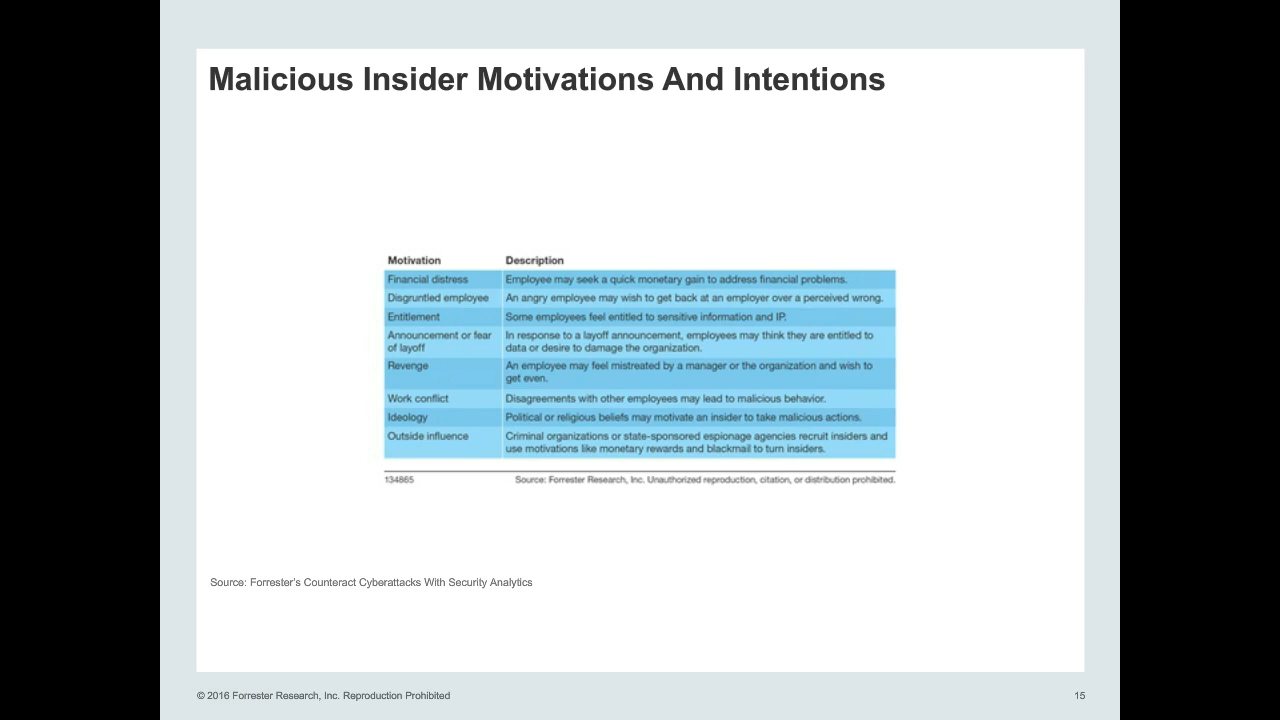 Malicious Insider Motivations And Intentions
Motivation Description
Financial distress Employee may seek a quick monetary gain to address financial problems.
Disgruntled employee An angry employee may wish to get back at an employer over a perceived wrong.
Entitlement Some employees feel entitled to sensitive information and IP.
Announcement or fear In response to a layoff announcement, employees may think they are entitled to
of layoff data or desire to damage the organization.
Revenge An employee may feel mistreated by a manager or the organization and wish to
get even.
Work conflict Disagreements with other employees may lead to malicious behavior.
Ideology Political or religious beliefs may motivate an insider to take malicious actions.
Outside influence Criminal organizations or state-sponsored espionage agencies recruit insiders and
use motivations like monetary rewards and blackmail to turn insiders.
134865 Source: Forrester Research, Inc. Unauthorized reproduction, citation, or distribution prohibited.
Source: Forrester's Counteract Cyberattacks With Security Analytics
© 2016 Forrester Research, Inc. Reproduction Prohibited 15